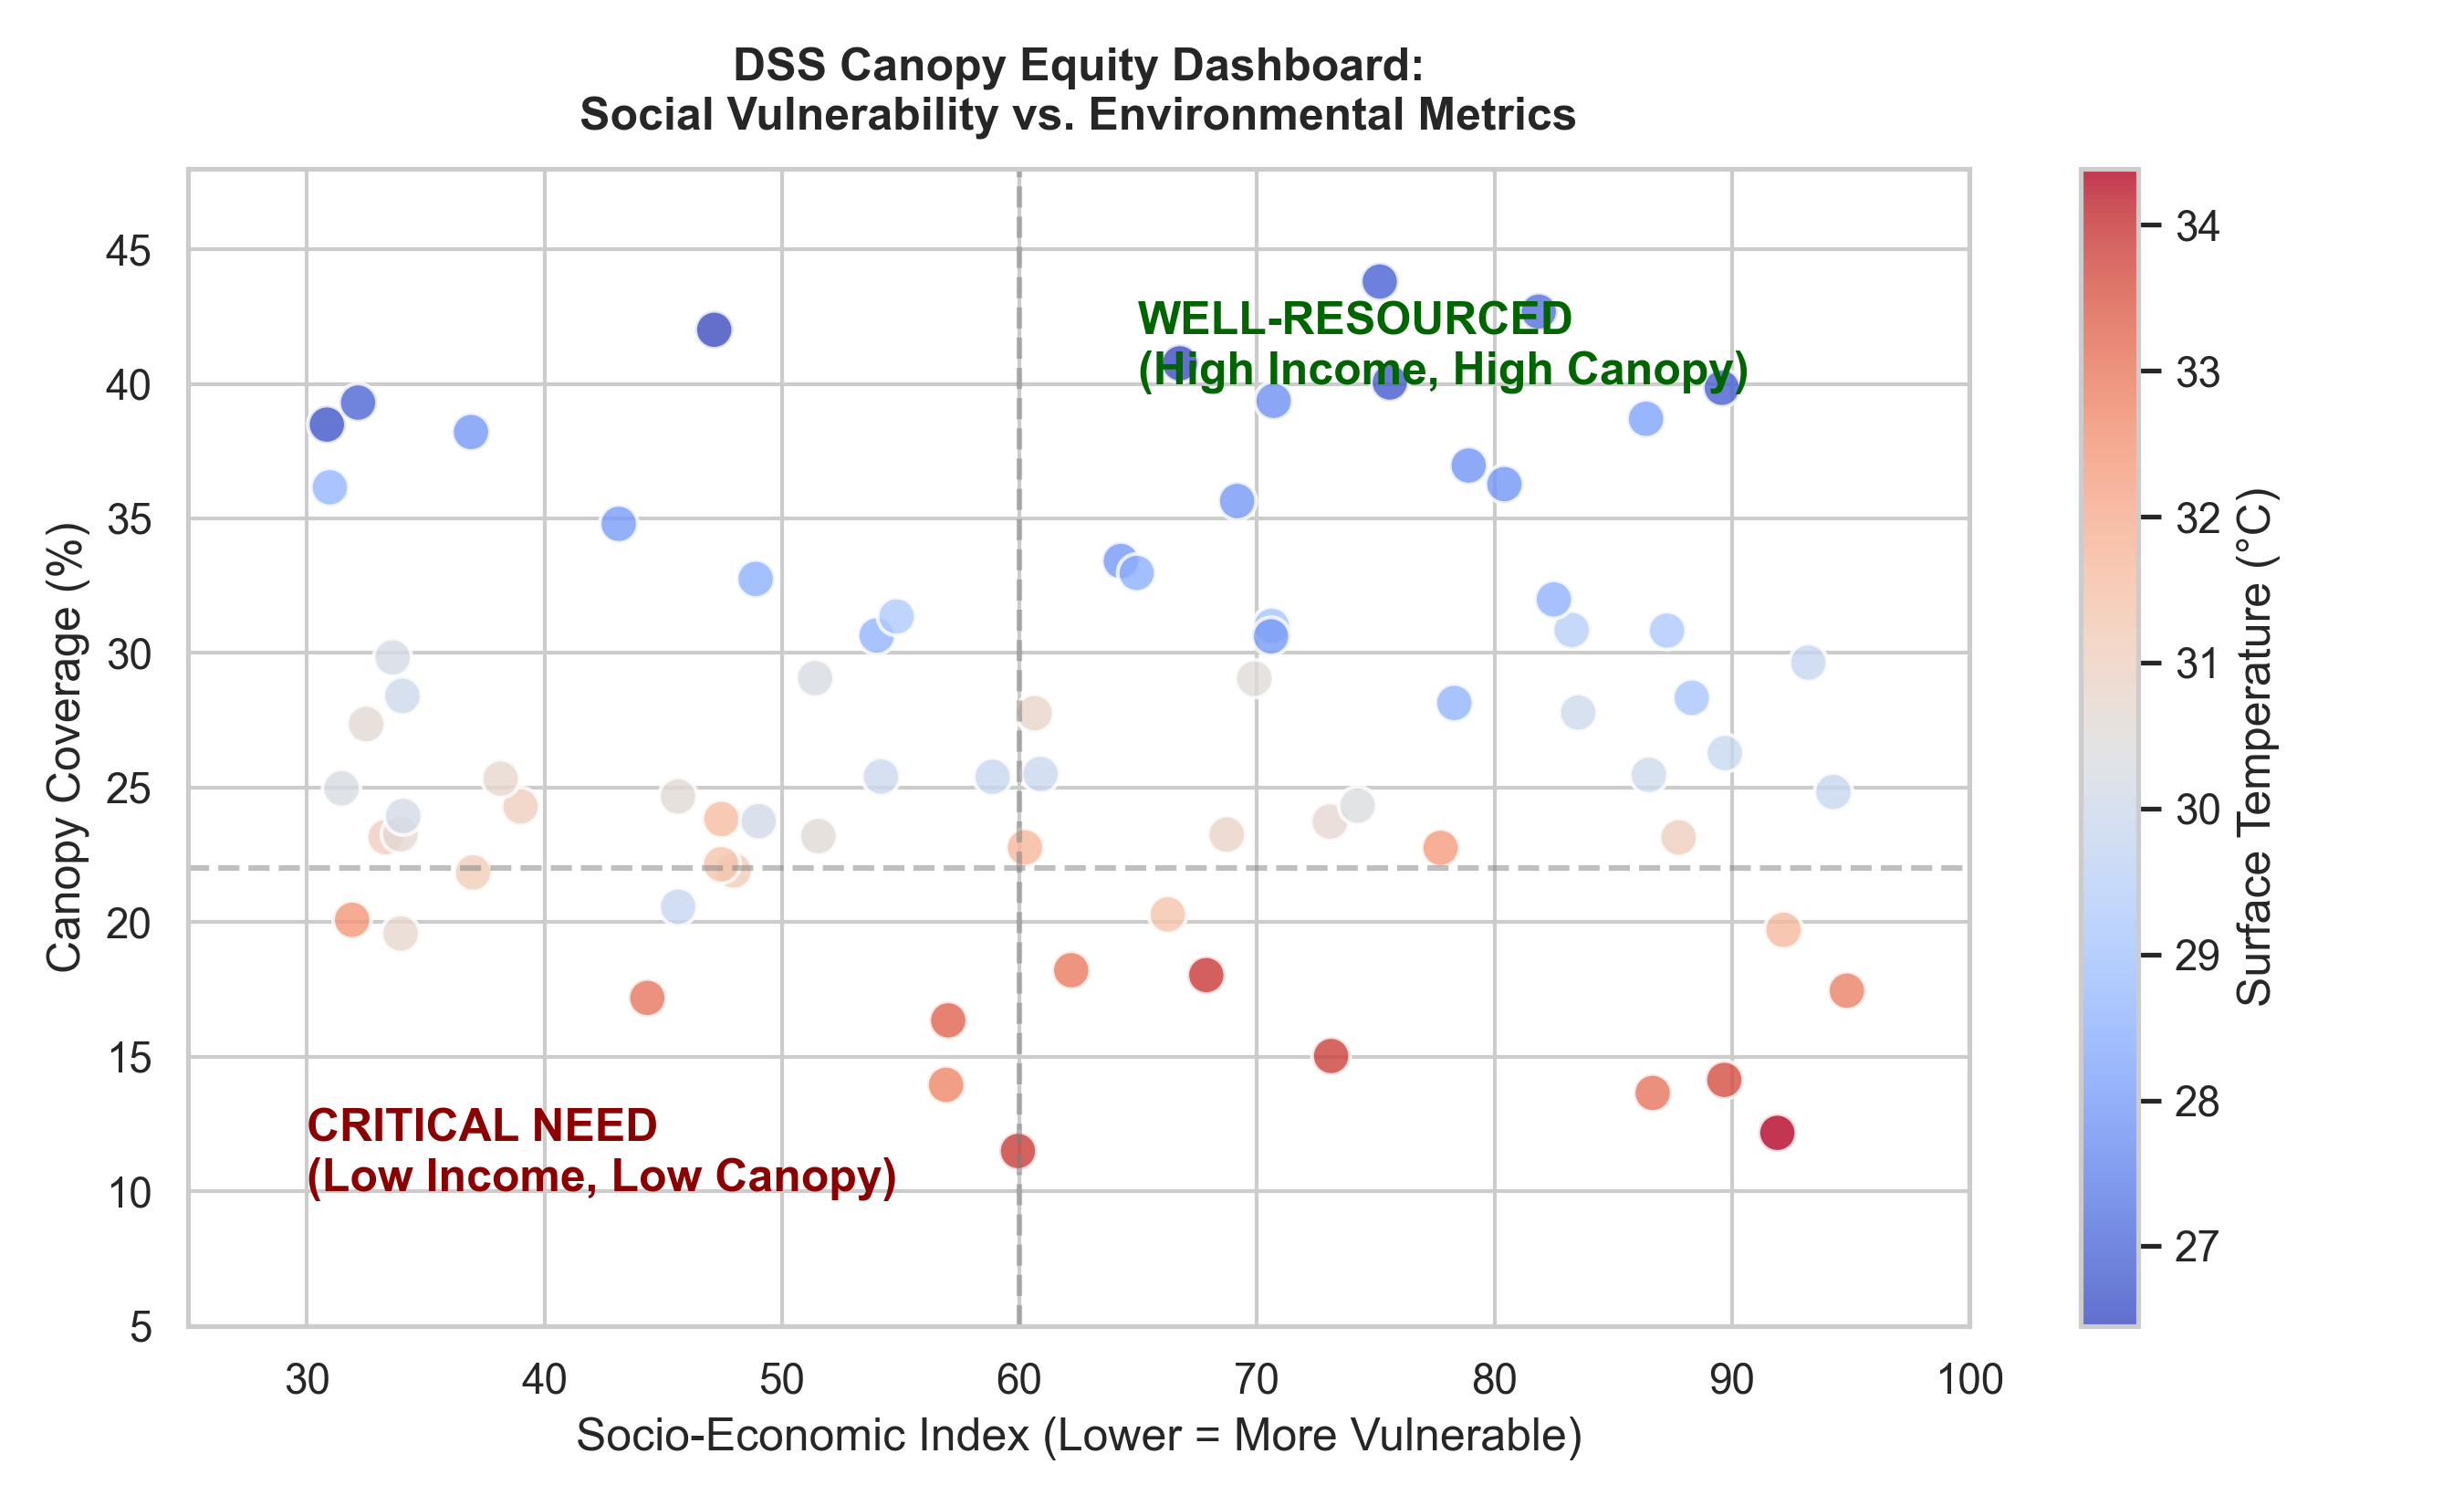 DSS Canopy Equity Dashboard:
Social Vulnerability vs. Environmental Metrics
Canopy Coverage (%)
45
40
35
30
25
20
15
10
5
WELL-RESOURCED
(High Income, High Canopy)
CRITICAL NEED
(Low Income, Low Canopy)
30
40
50
60
70
80
90
100
Socio-Economic Index (Lower = More Vulnerable)
34
33
32
31
30
29
28
27
Surface Temperature (°C)